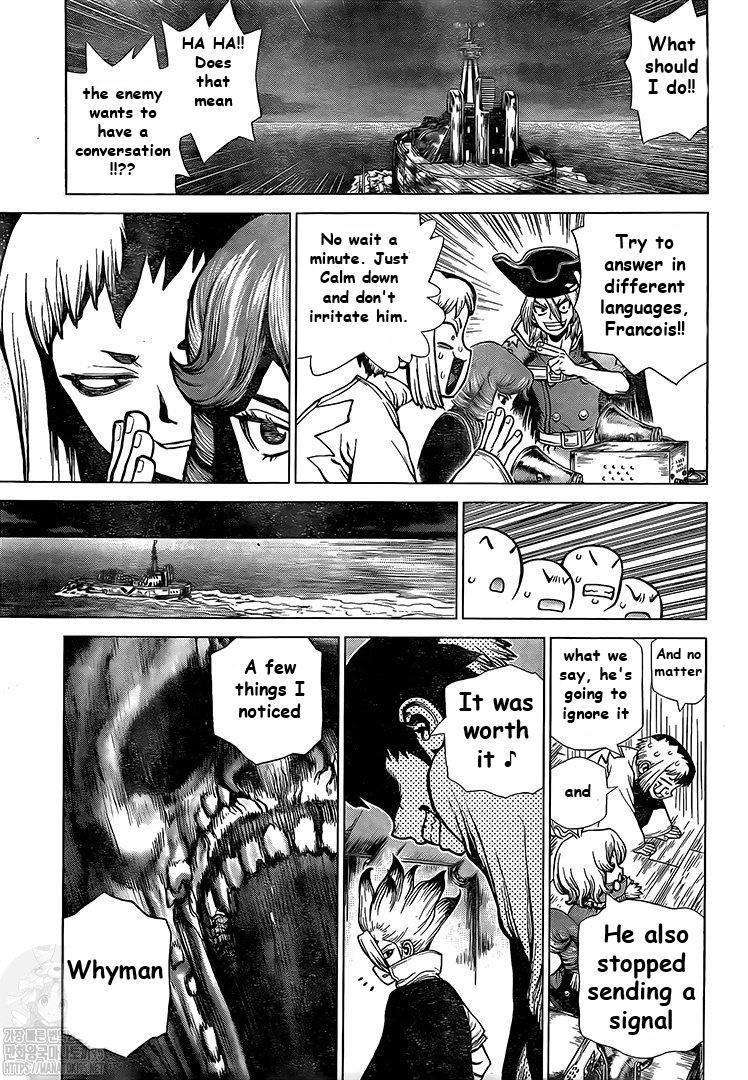 What
should
I do!!
HA HA!!
Does
that
mean
the enemy
wants to
have a
conversation
!!??
Try to
answer in
different
languages,
Francois!!
No wait a
minute. Just
Calm down
and don't
irritate him.
And no
matter
what we
say, he's
going to
ignore it
and
He also
stopped
sending a
signal
It was
worth
it ♪
A few
things I
noticed
Whyman